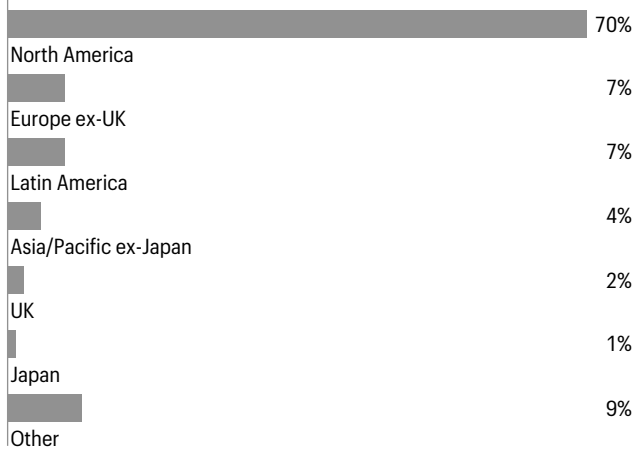 70%
North America
7%
Europe ex-UK
7%
Latin America
4%
Asia/Pacific ex-Japan
2%
UK
1%
Japan
9%
Other